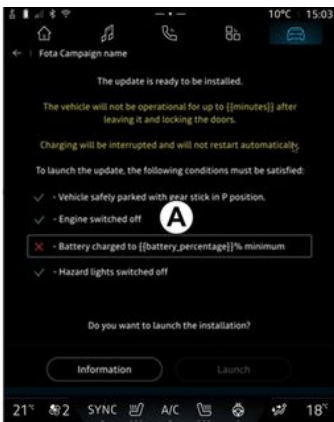 10°C 15:03
Fota Campaign name
The update is ready to be installed.
The vehicle will not be operational for up to {{minutes}} after
leaving it and locking the doors.
Charging will be interrupted and will not restart automatically.
To launch the update, the following conditions must be satisfied:
- Vehicle safely parked with gear stick in P position.
- Engine switched off
A
- Battery charged to {{battery_percentage}}% minimum
- Hazard lights switched off
Do you want to launch the installation?
Information Launch
21°C 2 SYNC A/C 18°C